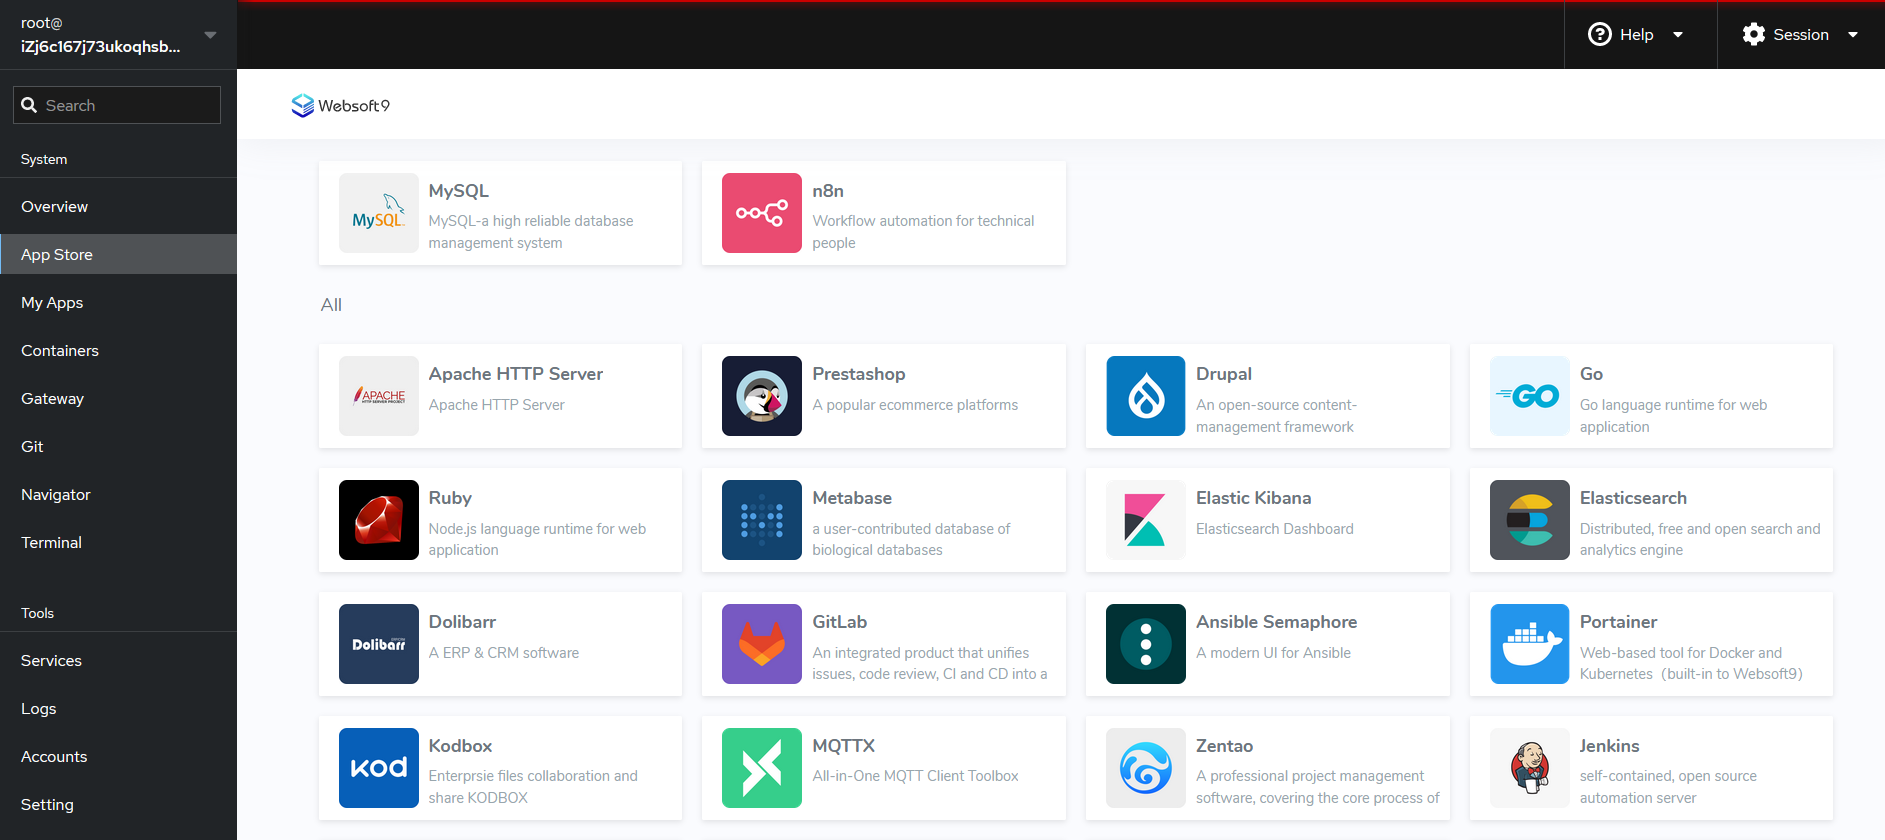 root@
iZj6c167j73ukoqhsb...
Help
Session
Search
System
Overview
App Store
My Apps
Containers
Gateway
Git
Navigator
Terminal
Tools
Services
Logs
Accounts
Setting
Websoft9
MySQL
MySQL
MySQL-a high reliable database
management system
n8n
Workflow automation for technical
people
All
APACHE
HTTP SERVER PROJECT
Apache HTTP Server
Apache HTTP Server
Prestashop
A popular ecommerce platforms
Drupal
An open-source content-
management framework
GO
Go
Go language runtime for web
application
Ruby
Node.js language runtime for web
application
Metabase
a user-contributed database of
biological databases
Elastic Kibana
Elasticsearch Dashboard
Elasticsearch
Distributed, free and open search and
analytics engine
Dolibarr
Dolibarr
A ERP & CRM software
GitLab
An integrated product that unifies
issues, code review, CI and CD into a
Ansible Semaphore
A modern UI for Ansible
Portainer
Web-based tool for Docker and
Kubernetes（built-in to Websoft9）
kod
Kodbox
Enterprsie files collaboration and
share KODBOX
MQTTX
All-in-One MQTT Client Toolbox
Zentao
A professional project management
software, covering the core process of
Jenkins
self-contained, open source
automation server